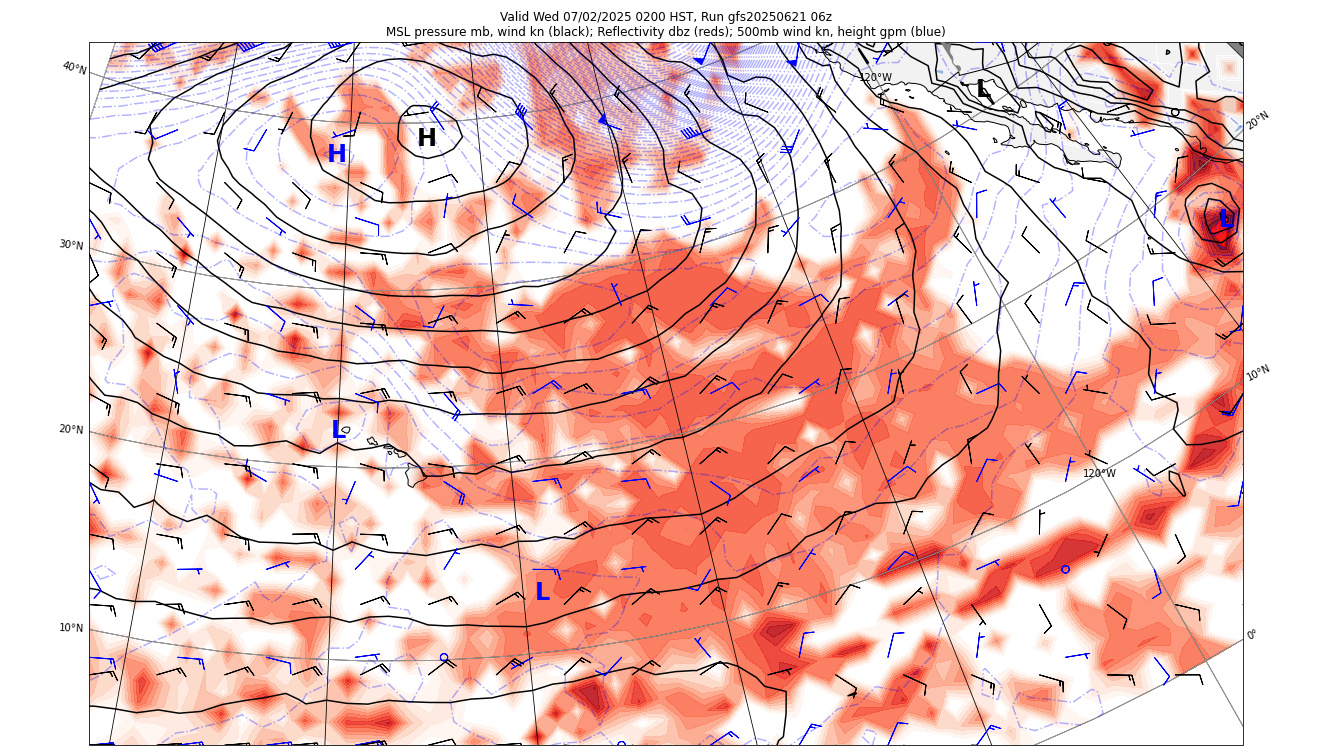 Valid Wed 07/02/2025 0200 HST, Run gfs20250621 06z
MSL pressure mb, wind kn (black); Reflectivity dbz (reds); 500mb wind kn, height gpm (blue)
40°N
120°W
L
20°N
H
H
L
30°N
10°N
20°N
L
120°W
L
10°N
0°